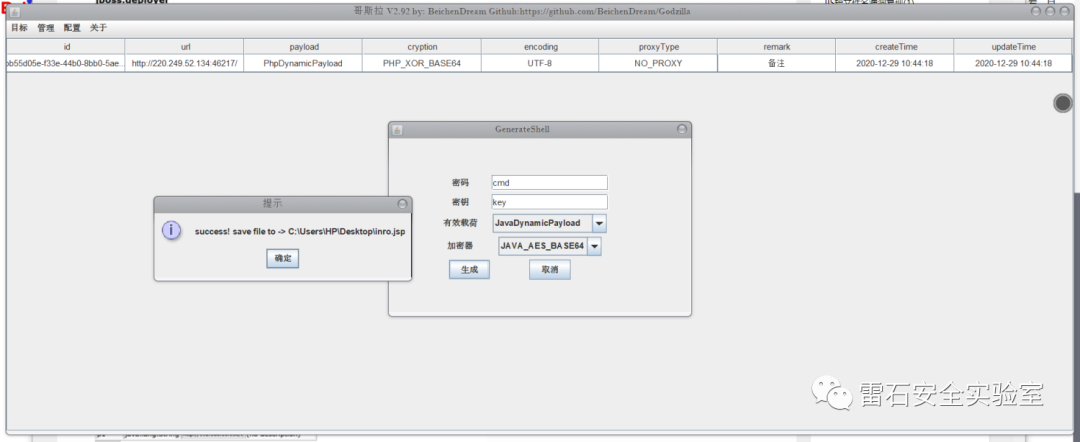 jboss.deployer
哥斯拉 V2.92 by: BeichenDream Github:https://github.com/BeichenDream/Godzilla
目标 管理 配置 关于
id url payload cryption encoding proxyType remark createTime updateTime
bb55d05e-f33e-44b0-8bb0-5ae... http://220.249.52.134:46217/ PhpDynamicPayload PHP_XOR_BASE64 UTF-8 NO_PROXY 备注 2020-12-29 10:44:18 2020-12-29 10:44:18
GenerateShell
密码 cmd
密钥 key
有效载荷 JavaDynamicPayload
加密器 JAVA_AES_BASE64
生成 取消
提示
success! save file to -> C:\Users\HP\Desktop\inro.jsp
确定
雷石安全实验室